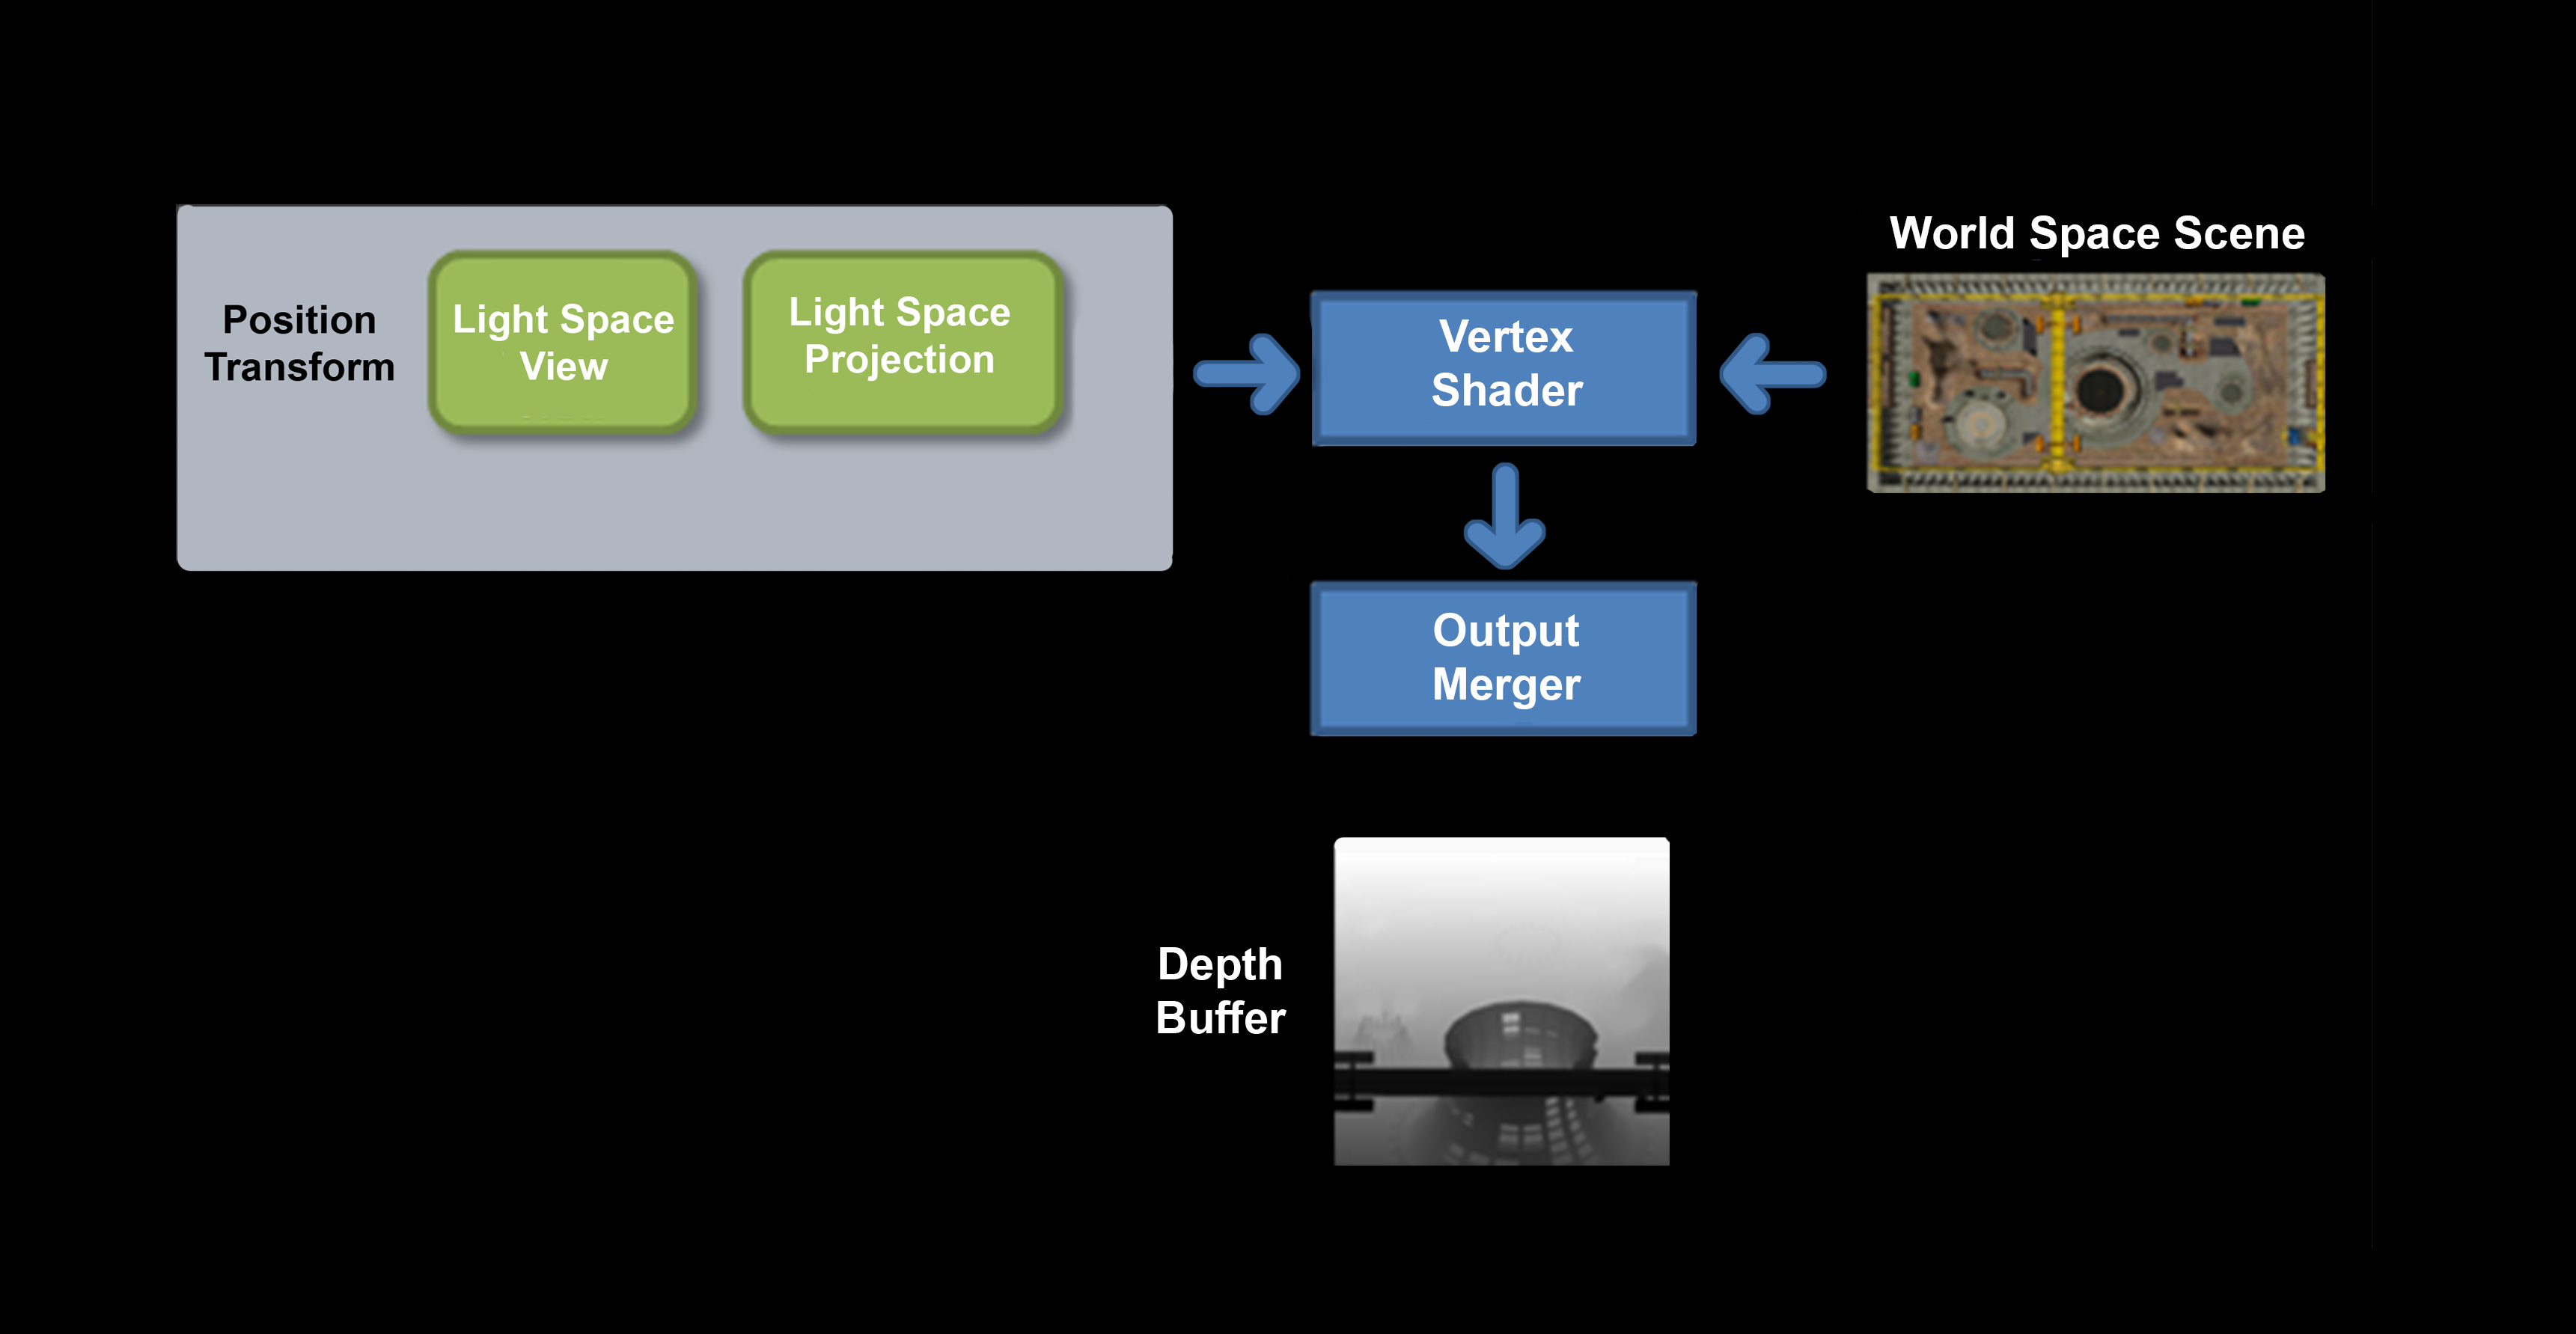 Position
Transform
Light Space
View
Light Space
Projection
Vertex
Shader
World Space Scene
Output
Merger
Depth
Buffer